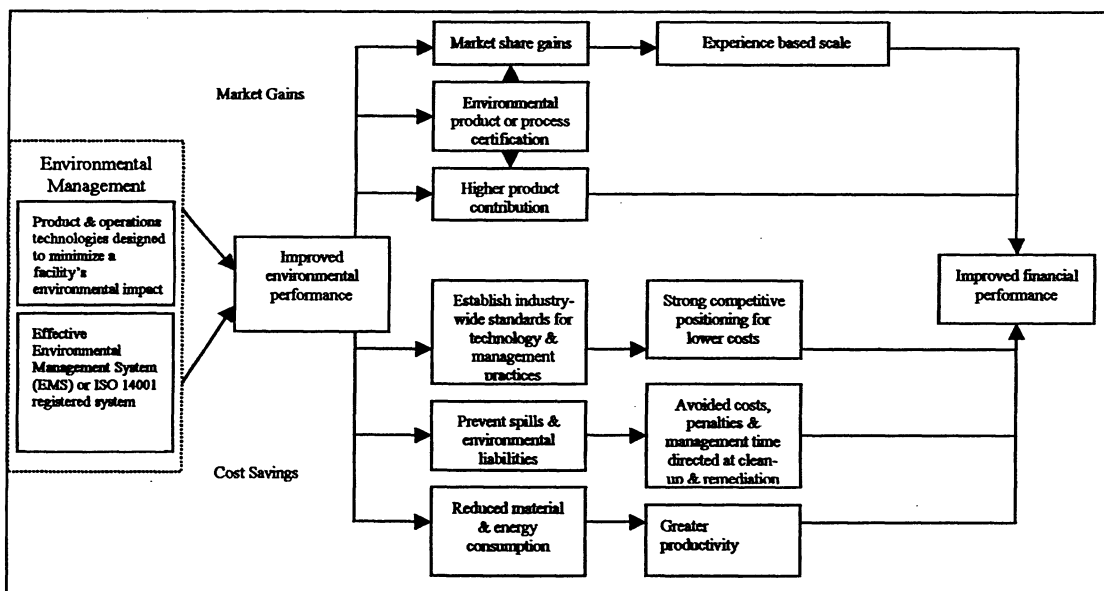 Market Gains
Environmental
Management
Product & operations
technologies designed
to minimize a
facility's
environmental impact
Effective
Environmental
Management System
(EMS) or ISO 14001
registered system
Cost Savings
Improved
environmental
performance
Market share gains
Experience based scale
Environmental
product or process
certification
Higher product
contribution
Establish industry-
wide standards for
technology &
management
practices
Strong competitive
positioning for
lower costs
Prevent spills &
environmental
liabilities
Avoided costs,
penalties &
management time
directed at clean-
up & remediation
Reduced material
& energy
consumption
Greater
productivity
Improved financial
performance